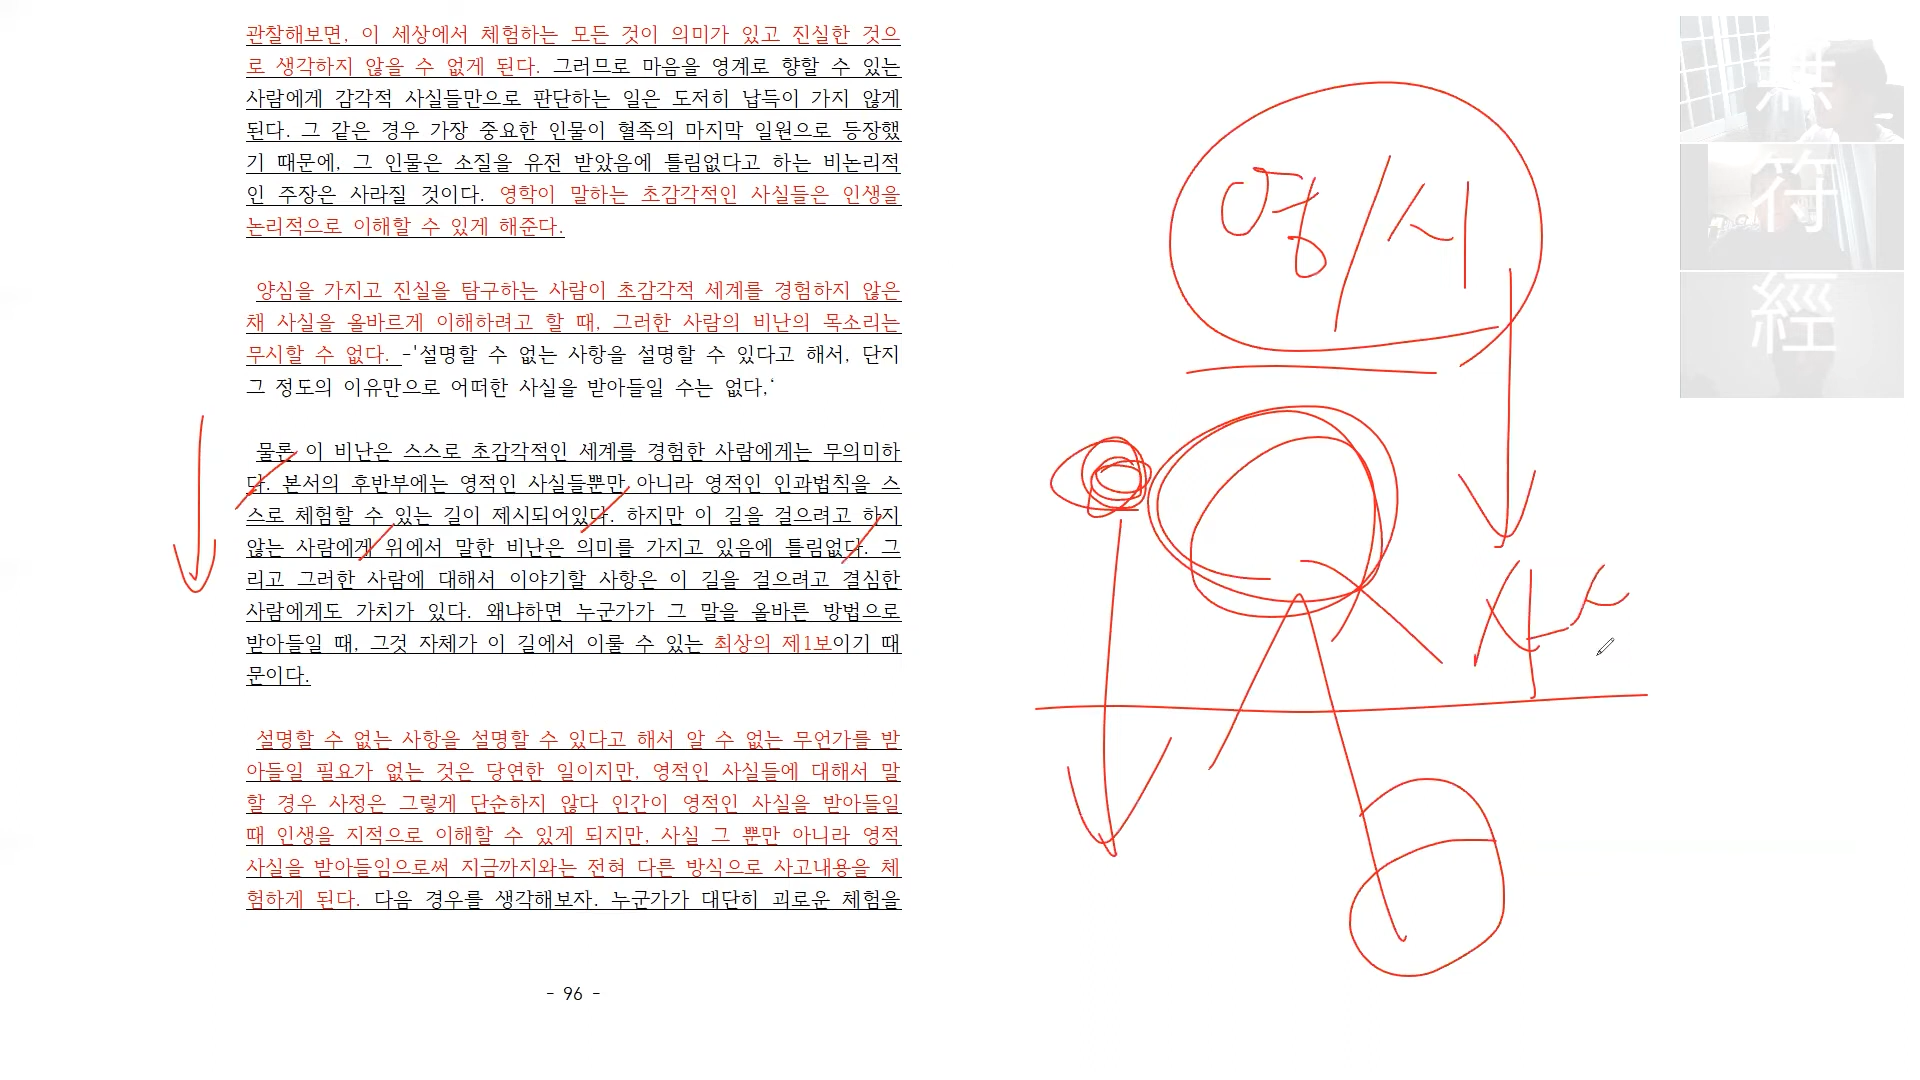 관찰해보면, 이 세상에서 체험하는 모든 것이 의미가 있고 진실한 것으
로 생각하지 않을 수 없게 된다. 그러므로 마음을 영계로 향할 수 있는
사람에게 감각적 사실들만으로 판단하는 일은 도저히 납득이 가지 않게
된다. 그 같은 경우 가장 중요한 인물이 혈족의 마지막 일원으로 등장했
기 때문에, 그 인물은 소질을 유전 받았음에 틀림없다고 하는 비논리적
인 주장은 사라질 것이다. 영학이 말하는 초감각적인 사실들은 인생을
논리적으로 이해할 수 있게 해준다.
양심을 가지고 진실을 탐구하는 사람이 초감각적 세계를 경험하지 않은
채 사실을 올바르게 이해하려고 할 때, 그러한 사람의 비난의 목소리는
무시할 수 없다. -'설명할 수 없는 사항을 설명할 수 있다고 해서, 단지
그 정도의 이유만으로 어떠한 사실을 받아들일 수는 없다,‘
물론 이 비난은 스스로 초감각적인 세계를 경험한 사람에게는 무의미하
다. 본서의 후반부에는 영적인 사실들뿐만 아니라 영적인 인과법칙을 스
스로 체험할 수 있는 길이 제시되어있다. 하지만 이 길을 걸으려고 하지
않는 사람에게 위에서 말한 비난은 의미를 가지고 있음에 틀림없다. 그
리고 그러한 사람에 대해서 이야기할 사항은 이 길을 걸으려고 결심한
사람에게도 가치가 있다. 왜냐하면 누군가가 그 말을 올바른 방법으로
받아들일 때, 그것 자체가 이 길에서 이룰 수 있는 최상의 제1보이기 때
문이다.
설명할 수 없는 사항을 설명할 수 있다고 해서 알 수 없는 무언가를 받
아들일 필요가 없는 것은 당연한 일이지만, 영적인 사실들에 대해서 말
할 경우 사정은 그렇게 단순하지 않다 인간이 영적인 사실을 받아들일
때 인생을 지적으로 이해할 수 있게 되지만, 사실 그 뿐만 아니라 영적
사실을 받아들임으로써 지금까지와는 전혀 다른 방식으로 사고내용을 체
험하게 된다. 다음 경우를 생각해보자. 누군가가 대단히 괴로운 체험을
- 96 -
영/시
符
經